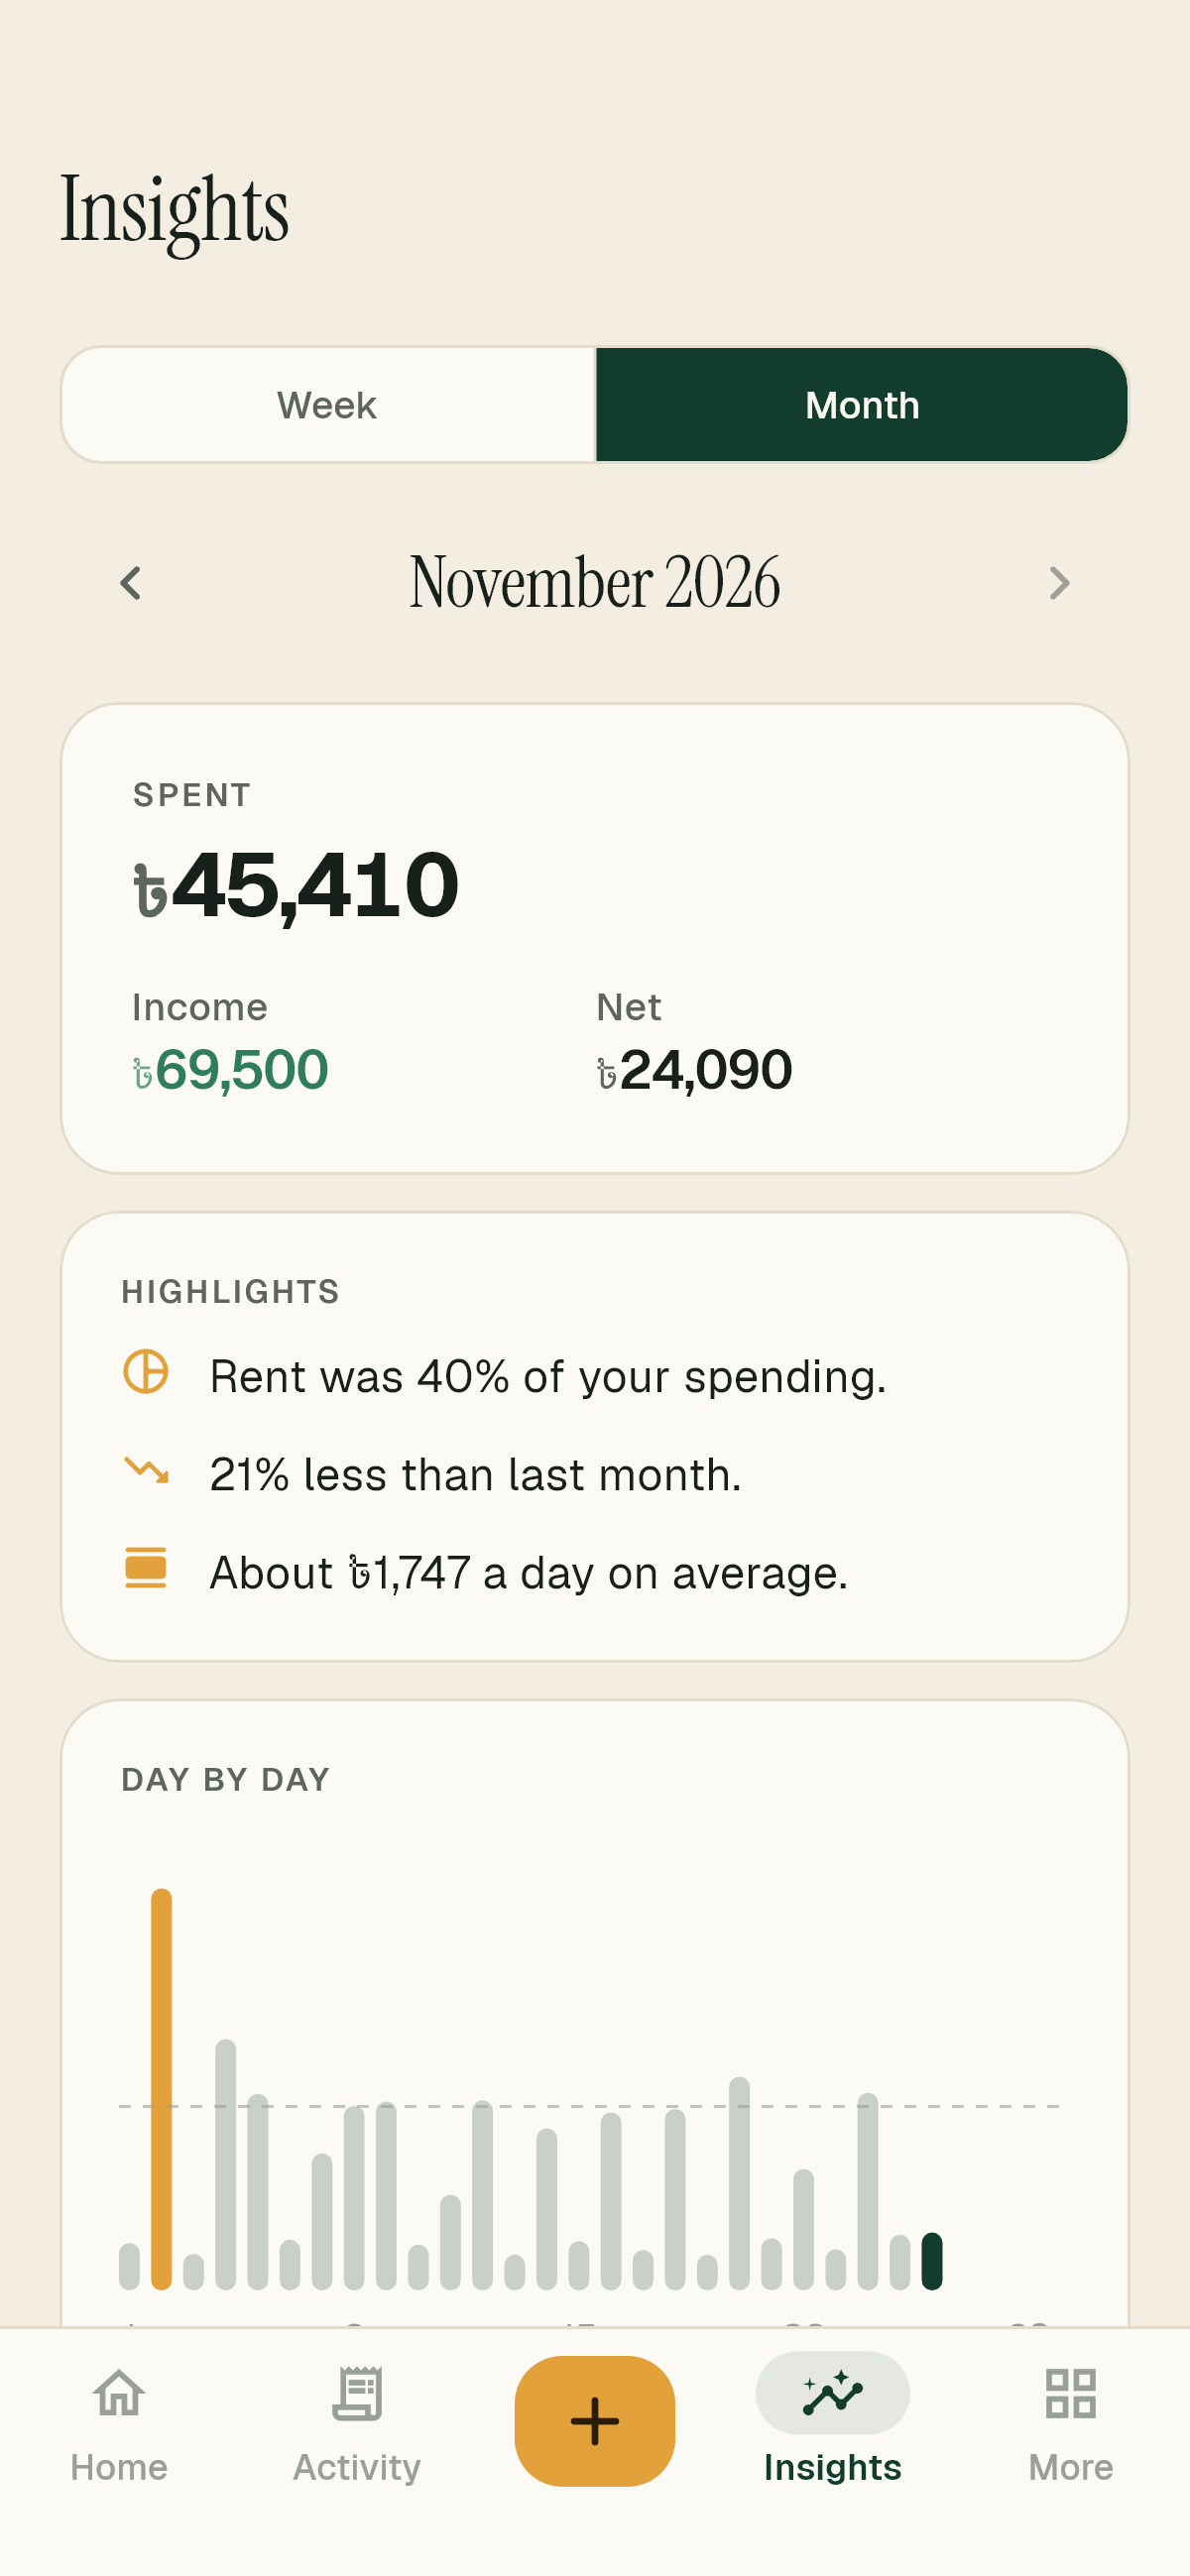 Insights
Week Month
November 2026
SPENT
৳45,410
Income Net
৳69,500 ৳24,090
HIGHLIGHTS
Rent was 40% of your spending.
21% less than last month.
About ৳1,747 a day on average.
DAY BY DAY
Home Activity Insights More